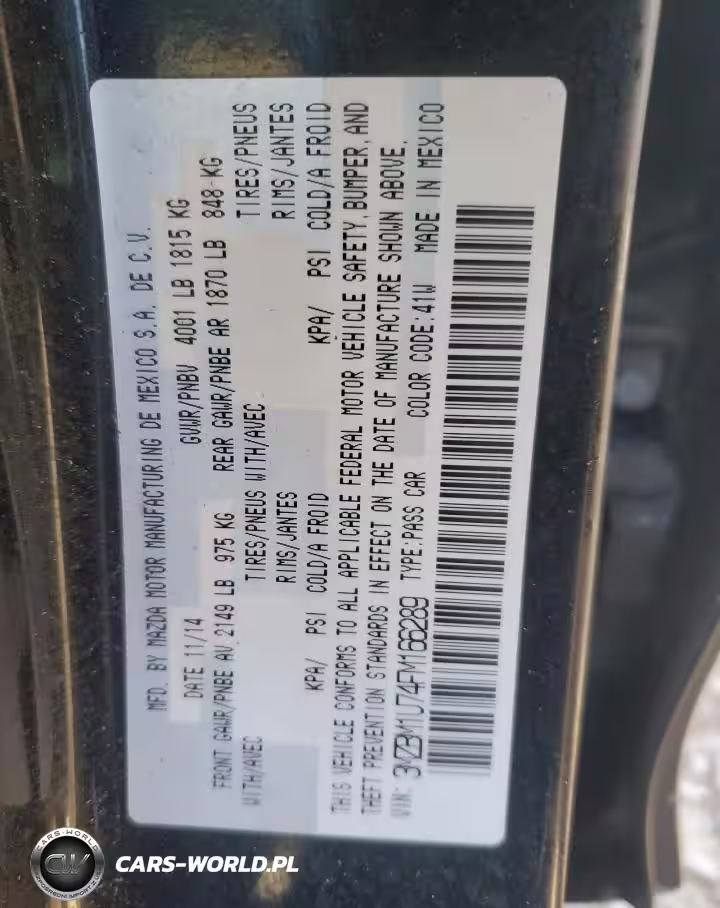 MFD. BY MAZDA MOTOR MANUFACTURING DE MEXICO S.A. DE C.V.
DATE 11/14 GVWR/PNBV 4001 LB 1815 KG
FRONT GAWR/PNBE AV 2149 LB 975 KG REAR GAWR/PNBE AR 1870 LB 848 KG
WITH/AVEC TIRES/PNEUS WITH/AVEC TIRES/PNEUS
RIMS/JANTES RIMS/JANTES
KPA/ PSI COLD/A FROID KPA/ PSI COLD/A FROID
THIS VEHICLE CONFORMS TO ALL APPLICABLE FEDERAL MOTOR VEHICLE SAFETY, BUMPER, AND
THEFT PREVENTION STANDARDS IN EFFECT ON THE DATE OF MANUFACTURE SHOWN ABOVE.
VIN: 3MZBM1U74FM166289 TYPE:PASS CAR COLOR CODE:41W MADE IN MEXICO
CARS-WORLD
CW
CARS-WORLD.PL